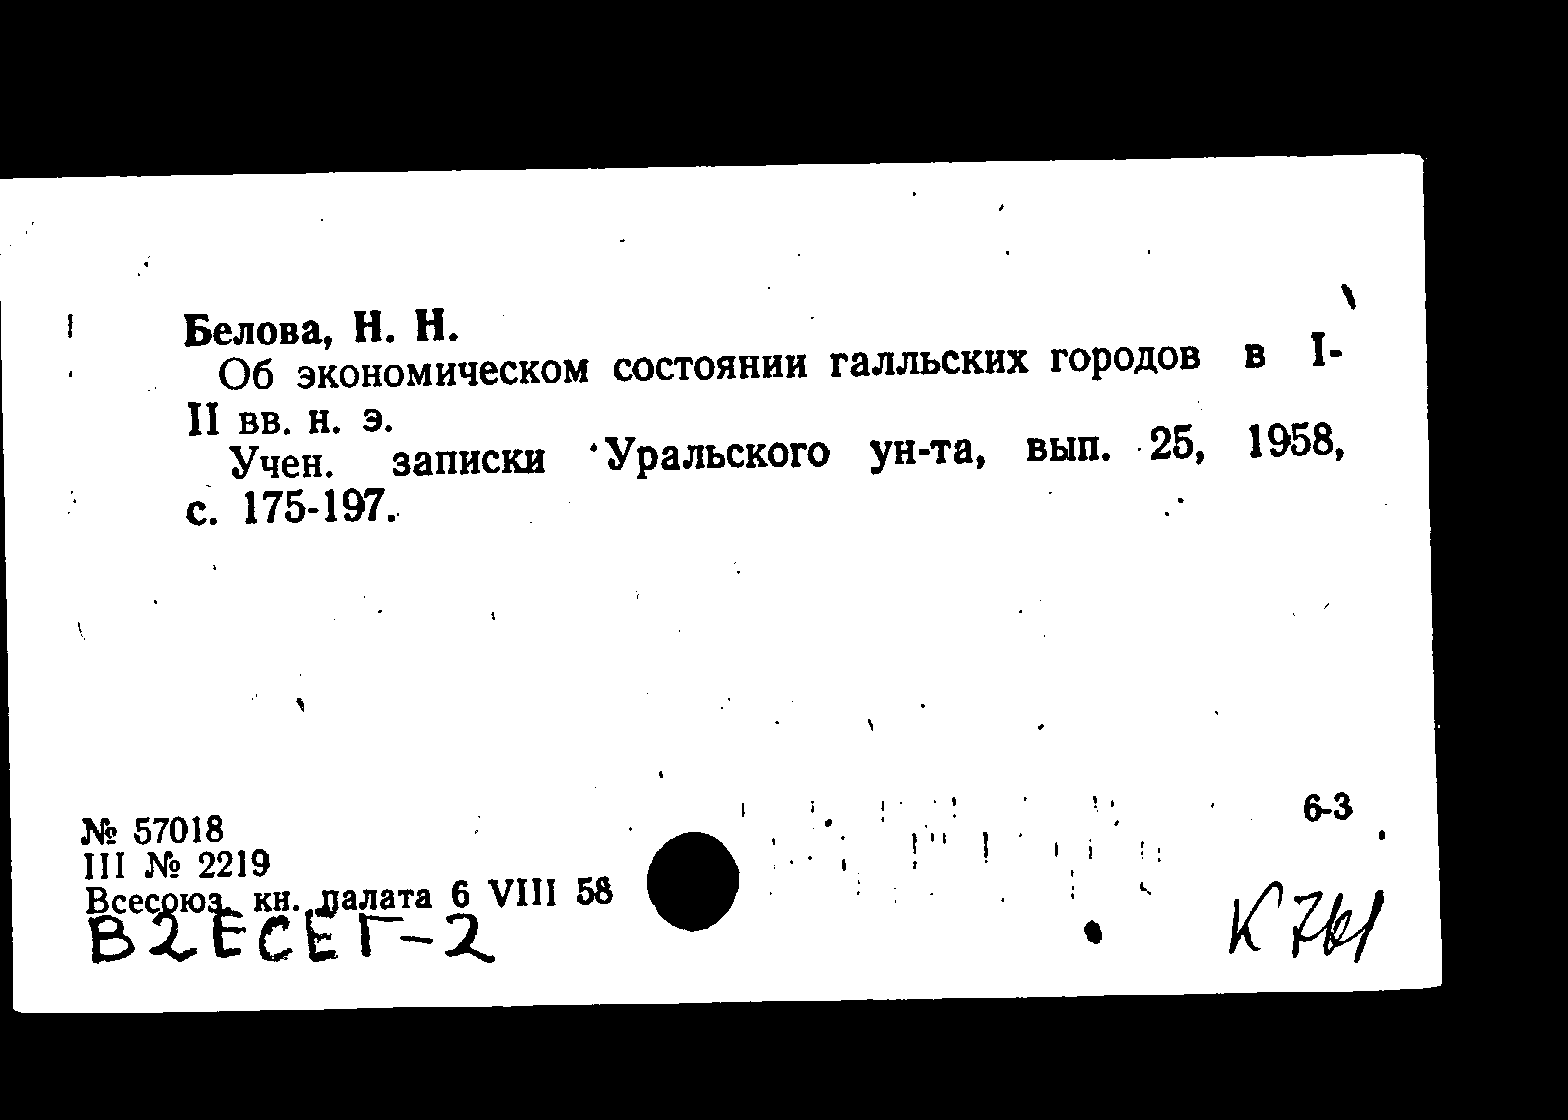 Белова, Н. Н.
Об экономическом состоянии галльских городов в I-
II вв. н. э.
Учен. записки Уральского ун-та, вып. 25, 1958,
с. 175-197.
6-3
№ 57018
III № 2219
Всесоюз. кн. палата 6 VIII 58
В2ЕСЕГ-2
К 761